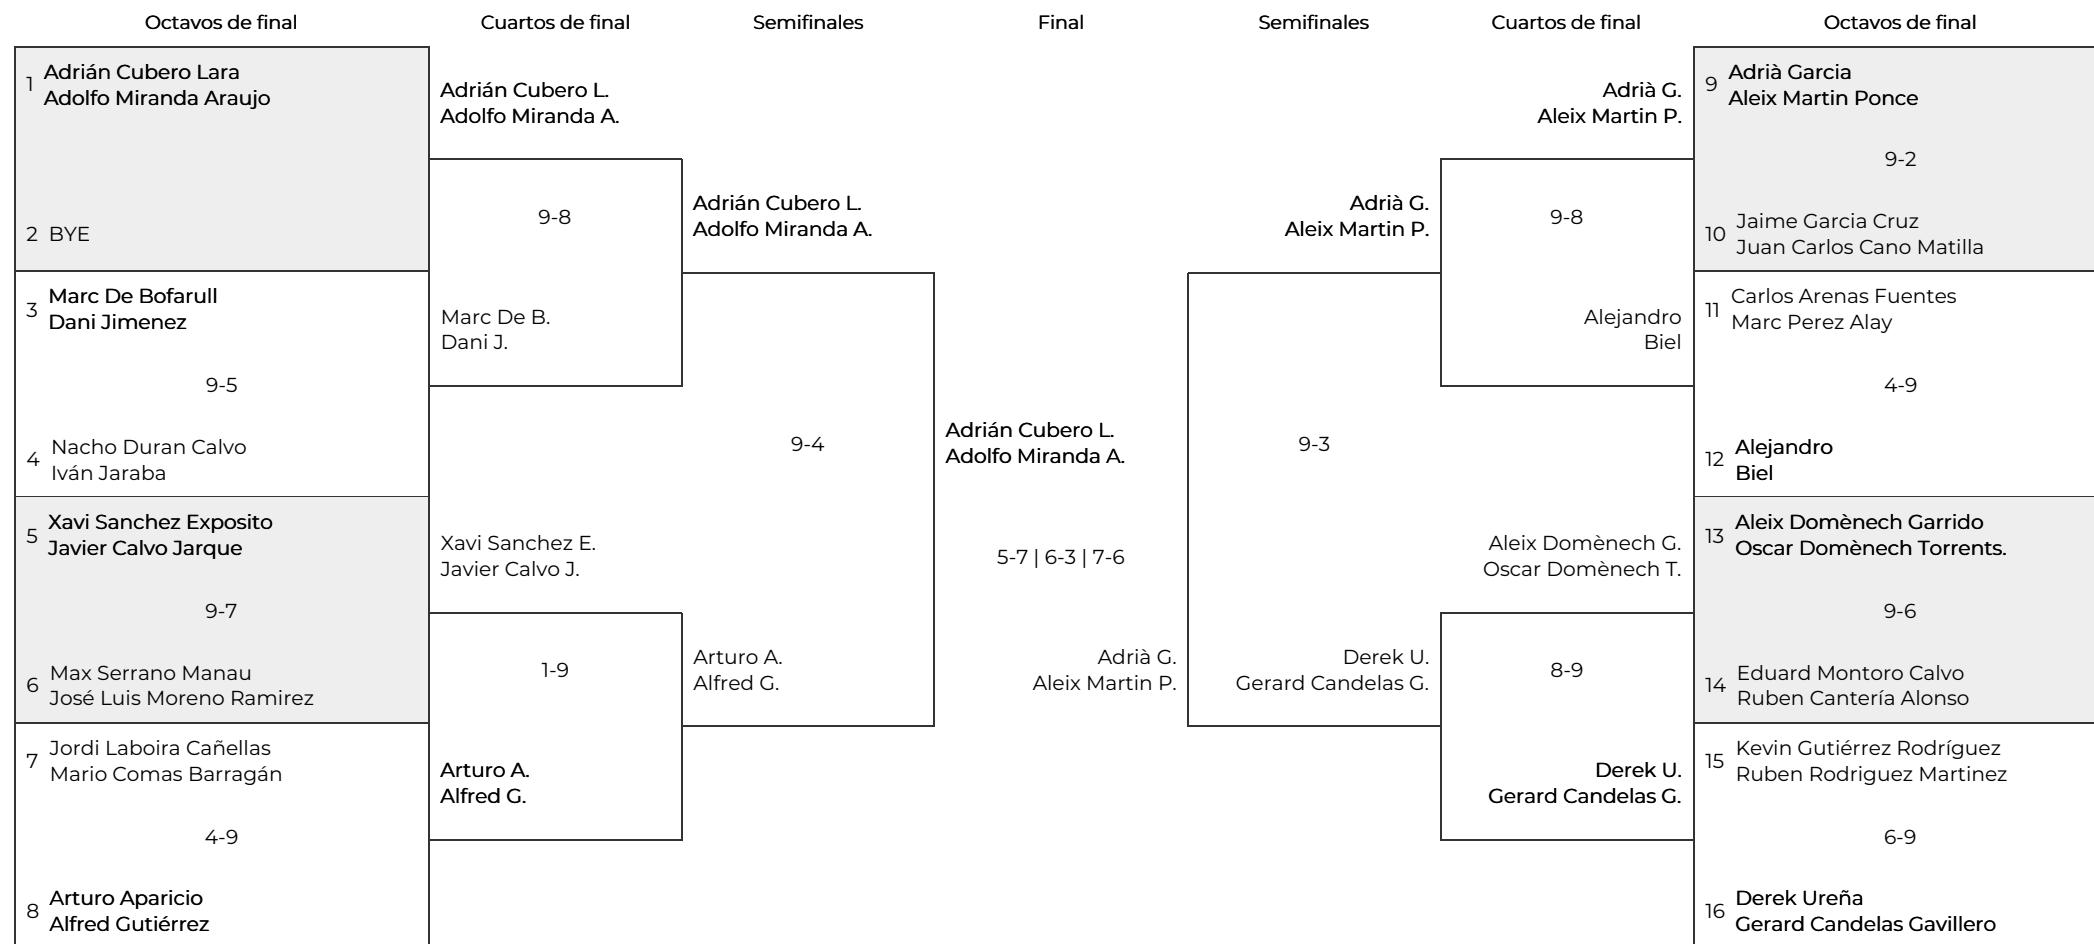 Octavos de final
Cuartos de final
Semifinales
Final
Semifinales
Cuartos de final
Octavos de final
1
Adrián Cubero Lara
Adolfo Miranda Araujo
2 BYE
3
Marc De Bofarull
Dani Jimenez
9-5
4
Nacho Duran Calvo
Iván Jaraba
5
Xavi Sanchez Exposito
Javier Calvo Jarque
9-7
6
Max Serrano Manau
José Luis Moreno Ramirez
7
Jordi Laboira Cañellas
Mario Comas Barragán
4-9
8
Arturo Aparicio
Alfred Gutiérrez
Adrián Cubero L.
Adolfo Miranda A.
9-8
Marc De B.
Dani J.
Xavi Sanchez E.
Javier Calvo J.
1-9
Arturo A.
Alfred G.
Adrián Cubero L.
Adolfo Miranda A.
9-4
Arturo A.
Alfred G.
Adrián Cubero L.
Adolfo Miranda A.
5-7 | 6-3 | 7-6
Adrià G.
Aleix Martin P.
Adrià G.
Aleix Martin P.
9-3
Derek U.
Gerard Candelas G.
Adrià G.
Aleix Martin P.
9-8
Alejandro
Biel
Aleix Domènech G.
Oscar Domènech T.
8-9
Derek U.
Gerard Candelas G.
9
Adrià Garcia
Aleix Martin Ponce
9-2
10
Jaime Garcia Cruz
Juan Carlos Cano Matilla
11
Carlos Arenas Fuentes
Marc Perez Alay
4-9
12
Alejandro
Biel
13
Aleix Domènech Garrido
Oscar Domènech Torrents.
9-6
14
Eduard Montoro Calvo
Ruben Cantería Alonso
15
Kevin Gutiérrez Rodríguez
Ruben Rodriguez Martinez
6-9
16
Derek Ureña
Gerard Candelas Gavillero